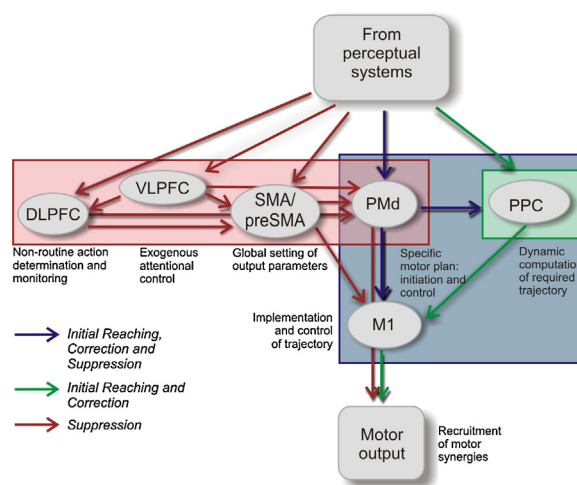 From
perceptual
systems
VLPFC
DLPFC
SMA/
preSMA
PMd
PPC
Non-routine action
determination and
monitoring
Exogenous
attentional
control
Global setting of
output parameters
Specific
motor plan:
initiation and
control
Dynamic
computation
of required
trajectory
Implementation
and control
of trajectory
M1
Initial Reaching,
Correction and
Suppression
Initial Reaching and
Correction
Suppression
Motor
output
Recruitment
of motor
synergies